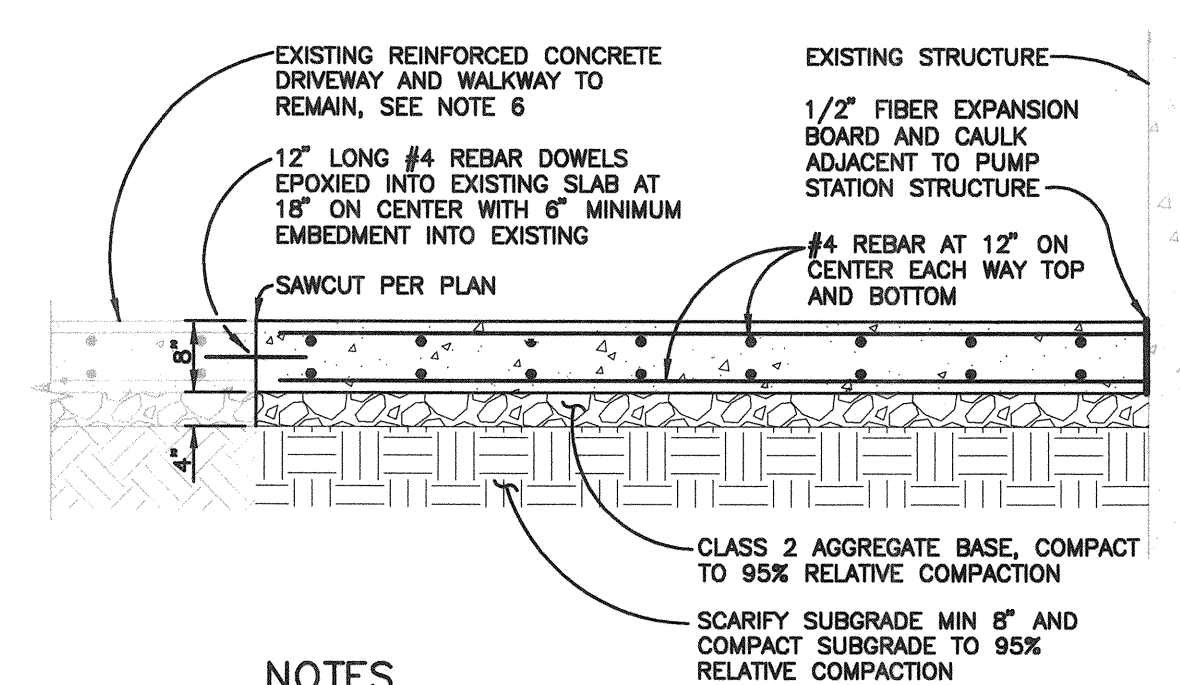 EXISTING REINFORCED CONCRETE
DRIVEWAY AND WALKWAY TO
REMAIN, SEE NOTE 6
12" LONG #4 REBAR DOWELS
EPOXIED INTO EXISTING SLAB AT
18" ON CENTER WITH 6" MINIMUM
EMBEDMENT INTO EXISTING
SAWCUT PER PLAN
EXISTING STRUCTURE
1/2" FIBER EXPANSION
BOARD AND CAULK
ADJACENT TO PUMP
STATION STRUCTURE
#4 REBAR AT 12" ON
CENTER EACH WAY TOP
AND BOTTOM
8"
4"
CLASS 2 AGGREGATE BASE, COMPACT
TO 95% RELATIVE COMPACTION
SCARIFY SUBGRADE MIN 8" AND
COMPACT SUBGRADE TO 95%
RELATIVE COMPACTION
NOTES